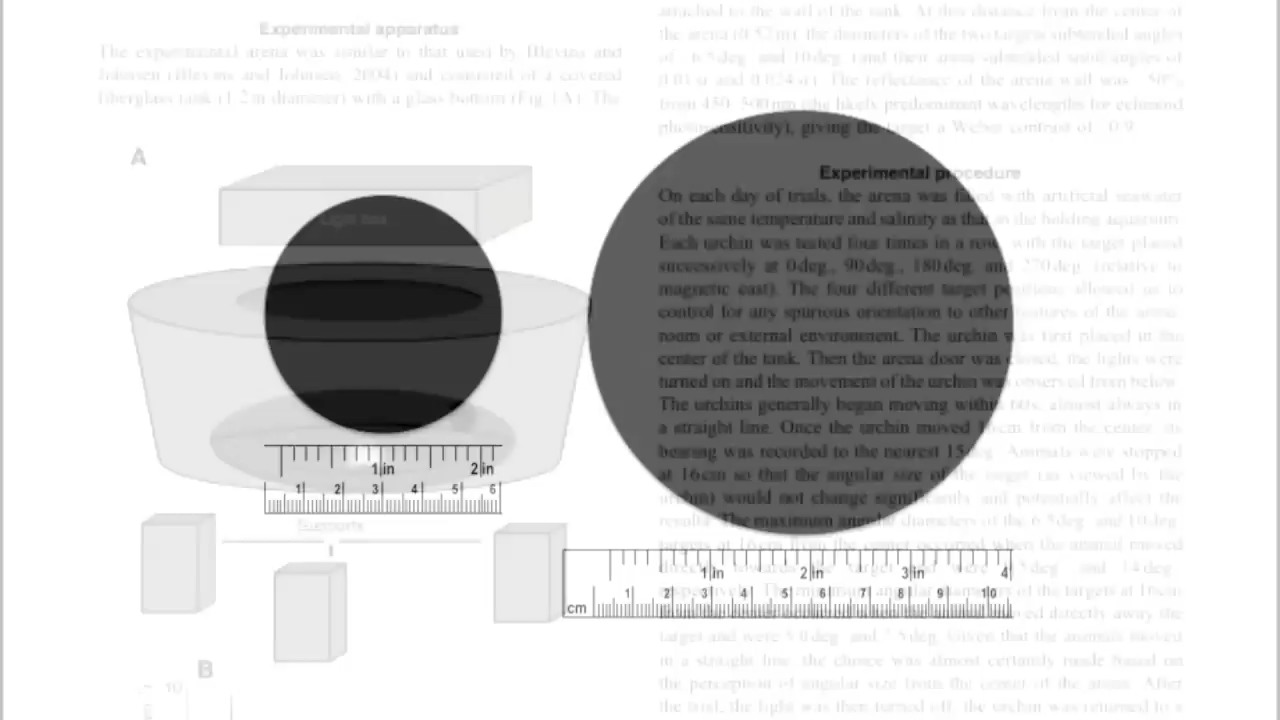 Experimental apparatus
The experimental arena was similar to that used by Blevins and
Johnsen (Blevins and Johnsen, 2004) and consisted of a covered
fiberglass tank (1.2 m diameter) with a glass bottom (Fig. 1A). The
A
Light box
1 in 2 in
1 2 3 4 5 6
Supports
B
10
attached to the wall of the tank. At this distance from the center of
the arena (0.52 m), the diameters of the two targets subtended angles
of 6.5 deg. and 10 deg. ) and their areas subtended solid angles of
0.01 sr and 0.024 sr). The reflectance of the arena wall was 50%
from 450 500 nm (the likely predominant wavelengths for echinoid
photosensitivity), giving the target a Weber contrast of 0.9.
Experimental procedure
On each day of trials, the arena was filled with artificial seawater
of the same temperature and salinity as that in the holding aquarium.
Each urchin was tested four times in a row, with the target placed
successively at 0 deg., 90 deg., 180 deg. and 270 deg. (relative to
magnetic east). The four different target positions allowed us to
control for any spurious orientation to other features of the arena,
room or external environment. The urchin was first placed in the
center of the tank. Then the arena door was closed, the lights were
turned on and the movement of the urchin was observed from below.
The urchins generally began moving within 60 s, almost always in
a straight line. Once the urchin moved 16 cm from the center, its
bearing was recorded to the nearest 15 deg. Animals were stopped
at 16 cm so that the angular size of the target (as viewed by the
urchin) would not change significantly and potentially affect the
results. The maximum angular diameters of the 6.5 deg. and 10 deg.
targets at 16 cm from the center occurred when the animal moved
directly towards the target and were 9.5 deg. and 14 deg.,
respectively. The minimum angular diameters of the targets at 16 cm
moved directly away the
target and were 5.0 deg. and 7.5 deg. Given that the animals moved
in a straight line, the choice was almost certainly made based on
the perception of angular size from the center of the arena. After
the trial, the light was then turned off, the urchin was returned to a
1 in 2 in 3 in 4
cm 1 2 3 4 5 6 7 8 9 10